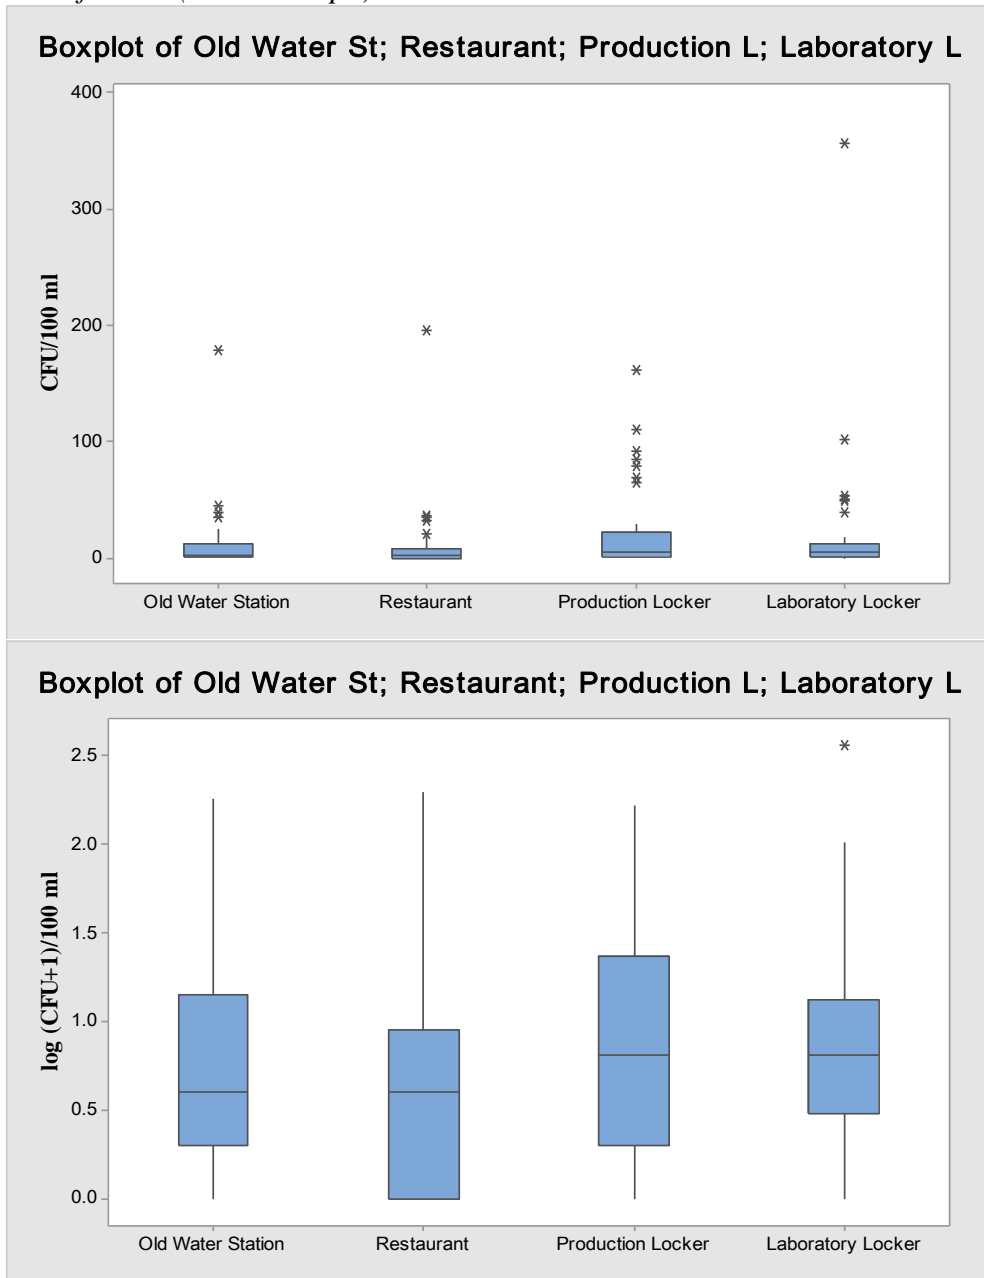 Boxplot of Old Water St; Restaurant; Production L; Laboratory L
400
300
200
100
0
CFU/100 ml
Old Water Station Restaurant Production Locker Laboratory Locker
Boxplot of Old Water St; Restaurant; Production L; Laboratory L
2.5
2.0
1.5
1.0
0.5
0.0
log (CFU+1)/100 ml
Old Water Station Restaurant Production Locker Laboratory Locker